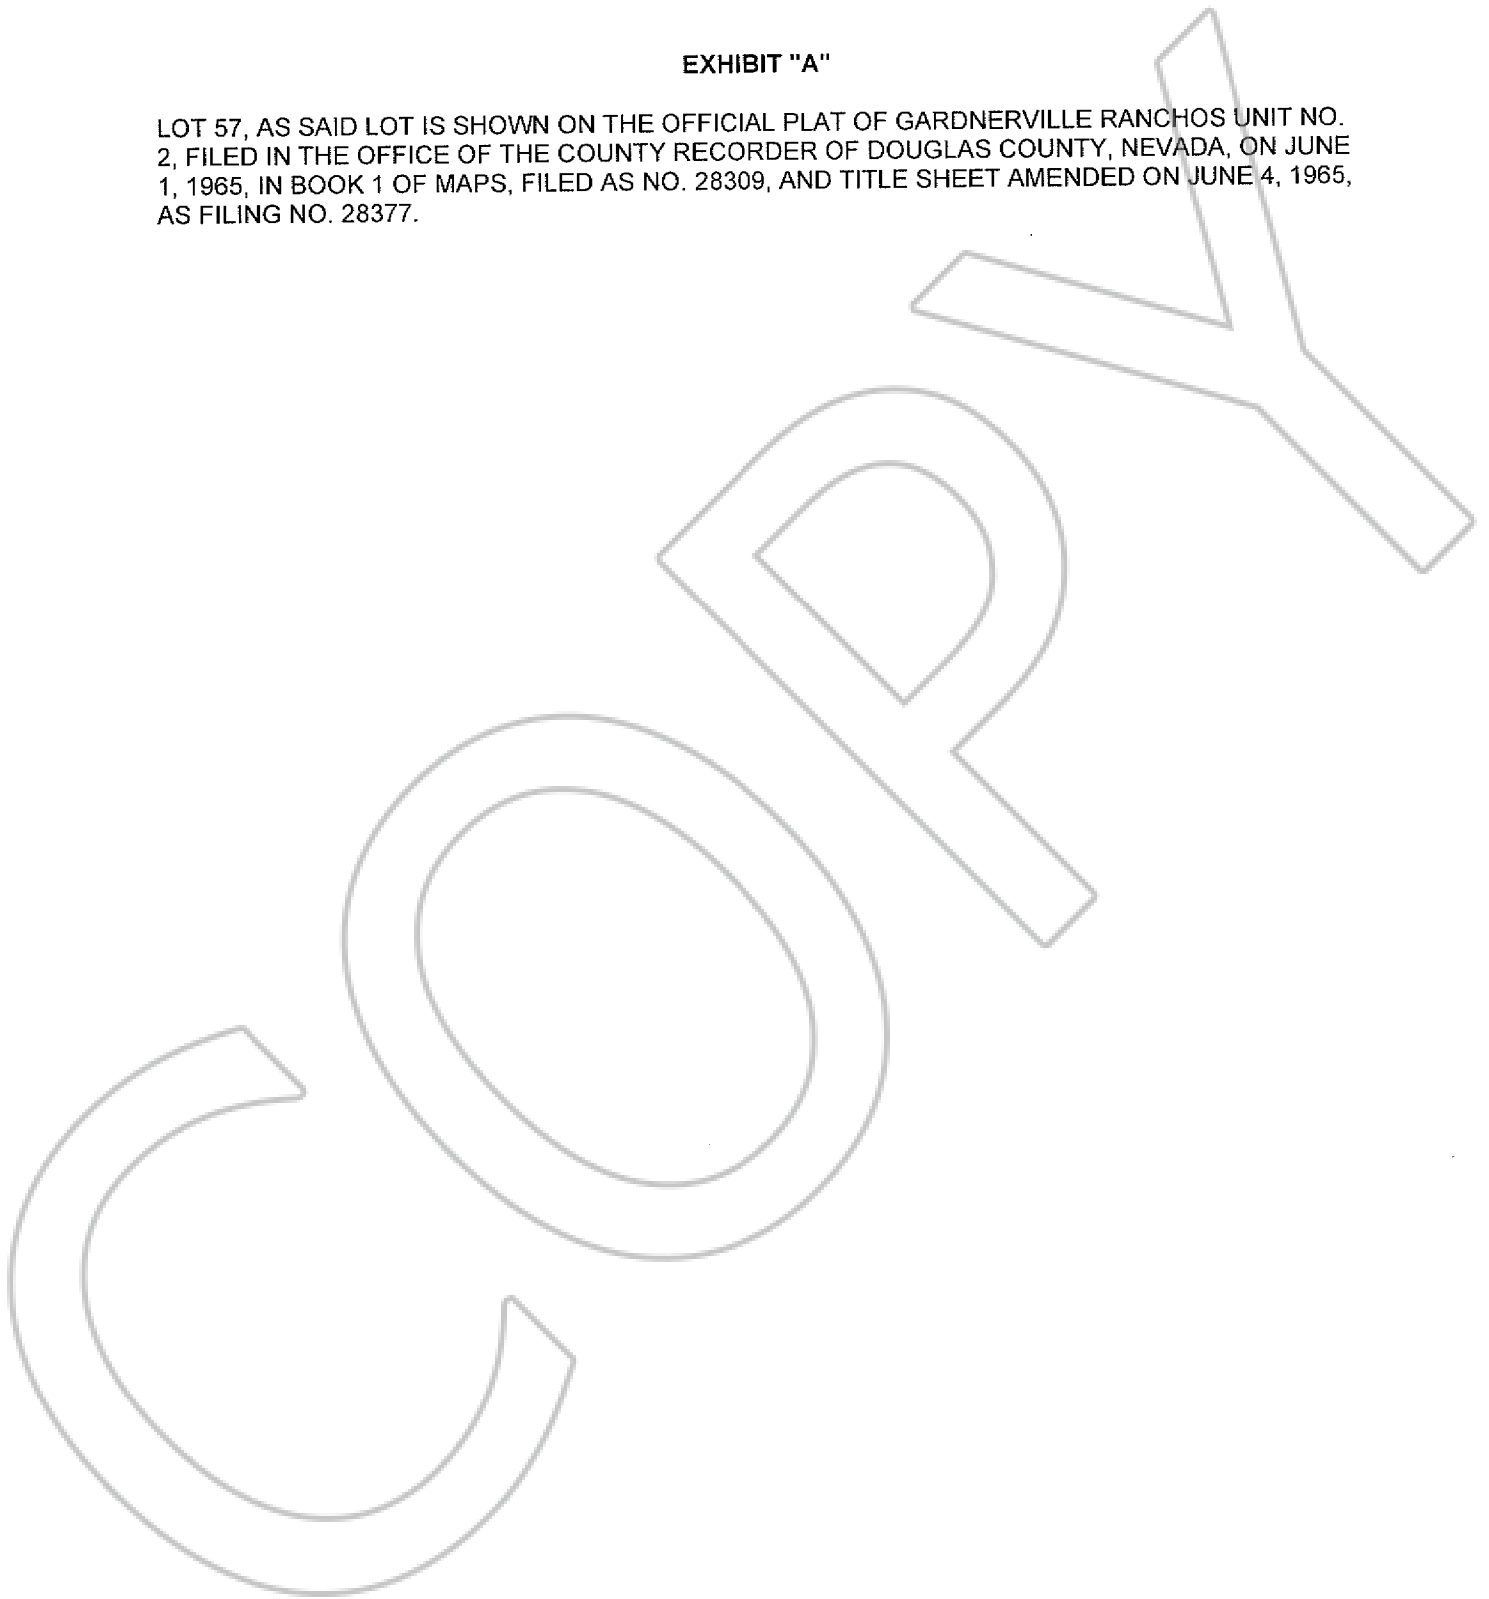 EXHIBIT "A"
LOT 57, AS SAID LOT IS SHOWN ON THE OFFICIAL PLAT OF GARDNERVILLE RANCHOS UNIT NO.
2, FILED IN THE OFFICE OF THE COUNTY RECORDER OF DOUGLAS COUNTY, NEVADA, ON JUNE
1, 1965, IN BOOK 1 OF MAPS, FILED AS NO. 28309, AND TITLE SHEET AMENDED ON JUNE 4, 1965,
AS FILING NO. 28377.
COPY